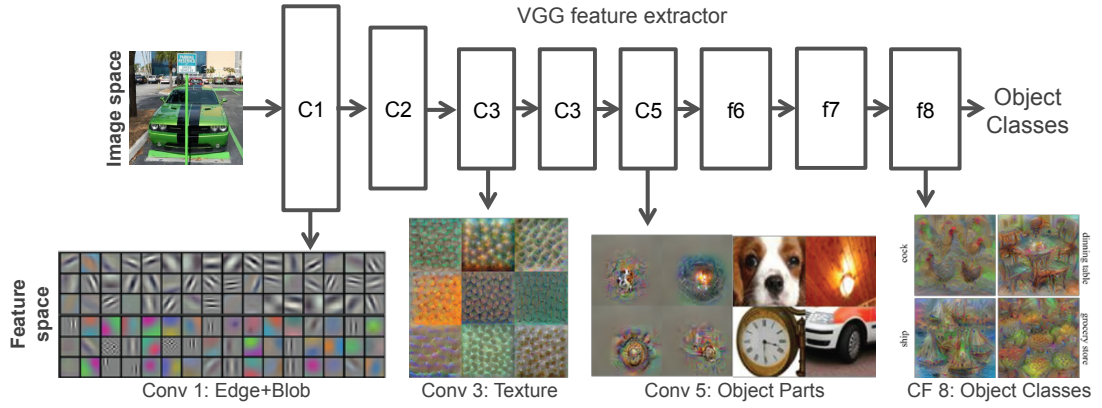 VGG feature extractor
Image space
C1
C2
C3
C3
C5
f6
f7
f8
Object
Classes
Feature
space
cock
dinning table
ship
grocery store
Conv 1: Edge+Blob
Conv 3: Texture
Conv 5: Object Parts
CF 8: Object Classes